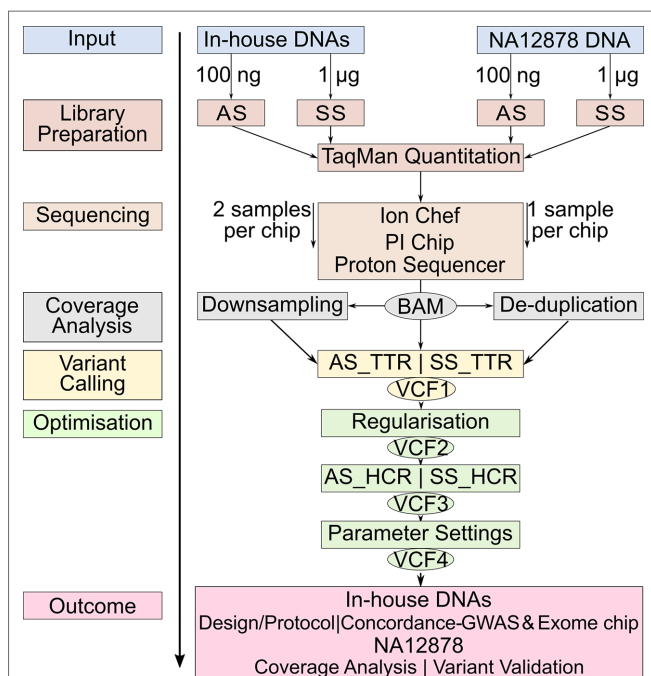 Input
In-house DNAs
NA12878 DNA
100 ng
1 µg
100 ng
1 µg
Library
Preparation
AS
SS
AS
SS
TaqMan Quantitation
Sequencing
2 samples
per chip
Ion Chef
PI Chip
Proton Sequencer
1 sample
per chip
Coverage
Analysis
Downsampling
BAM
De-duplication
Variant
Calling
AS_TTR | SS_TTR
VCF1
Optimisation
Regularisation
VCF2
AS_HCR | SS_HCR
VCF3
Parameter Settings
VCF4
Outcome
In-house DNAs
Design/Protocol|Concordance-GWAS & Exome chip
NA12878
Coverage Analysis | Variant Validation